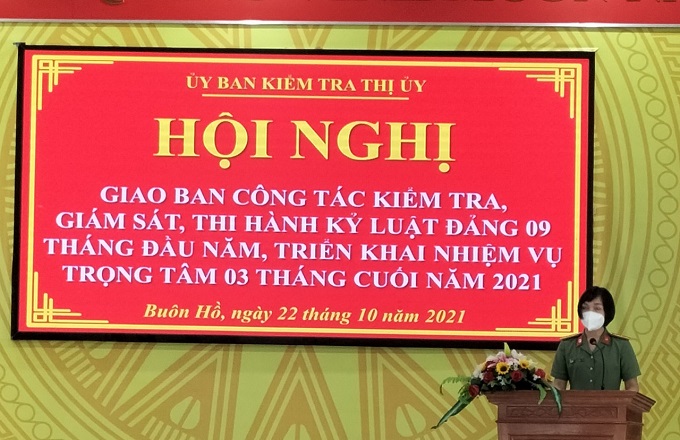 ỦY BAN KIỂM TRA THỊ ỦY
HỘI NGHỊ
GIAO BAN CÔNG TÁC KIỂM TRA,
GIÁM SÁT, THI HÀNH KỶ LUẬT ĐẢNG 09
THÁNG ĐẦU NĂM, TRIỂN KHAI NHIỆM VỤ
TRỌNG TÂM 03 THÁNG CUỐI NĂM 2021
Buôn Hồ, ngày 22 tháng 10 năm 2021